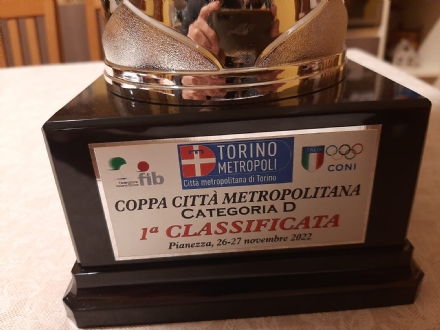 fib
TORINO
METROPOLI
Città metropolitana di Torino
ITALIA
CONI
COPPA CITTÀ METROPOLITANA
CATEGORIA D
1ª CLASSIFICATA
Pianezza, 26-27 novembre 2022